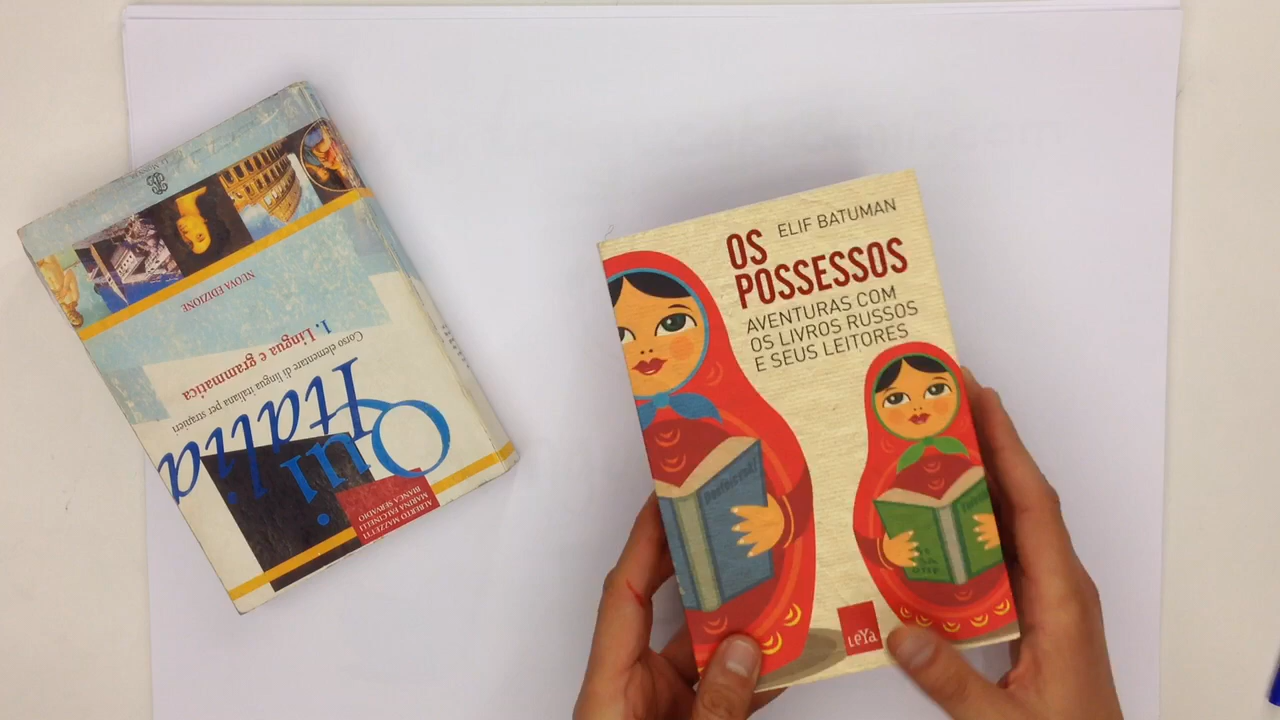 ALBERTO MAZZETTI
MARINA FALCINELLI
BIANCA SERVADIO
Qui
Italia
Corso elementare di lingua italiana per stranieri
1. Lingua e grammatica
NUOVA EDIZIONE
ELIF BATUMAN
OS
POSSESSOS
AVENTURAS COM
OS LIVROS RUSSOS
E SEUS LEITORES
LeYa